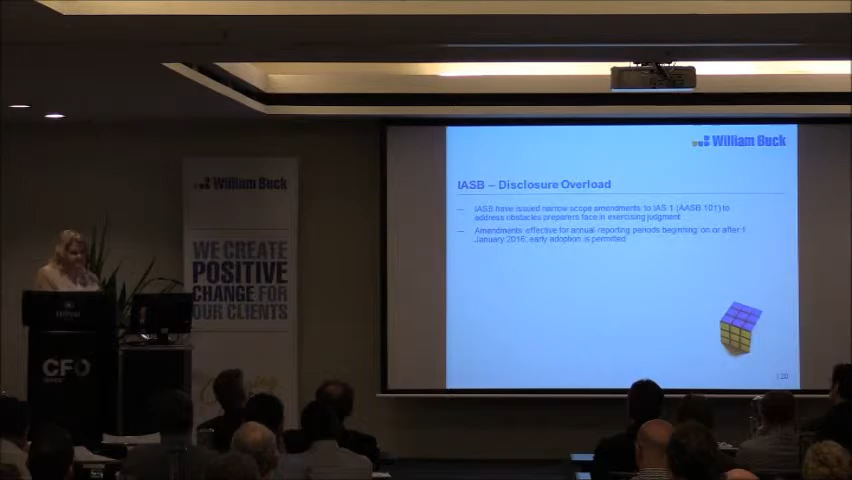 William Buck
IASB – Disclosure Overload
– IASB have issued narrow scope amendments to IAS 1 (AASB 101) to
address obstacles preparers face in exercising judgment
– Amendments effective for annual reporting periods beginning on or after 1
January 2016; early adoption is permitted
William Buck
WE CREATE
POSITIVE
CHANGE FOR
OUR CLIENTS
Hilton
CFO